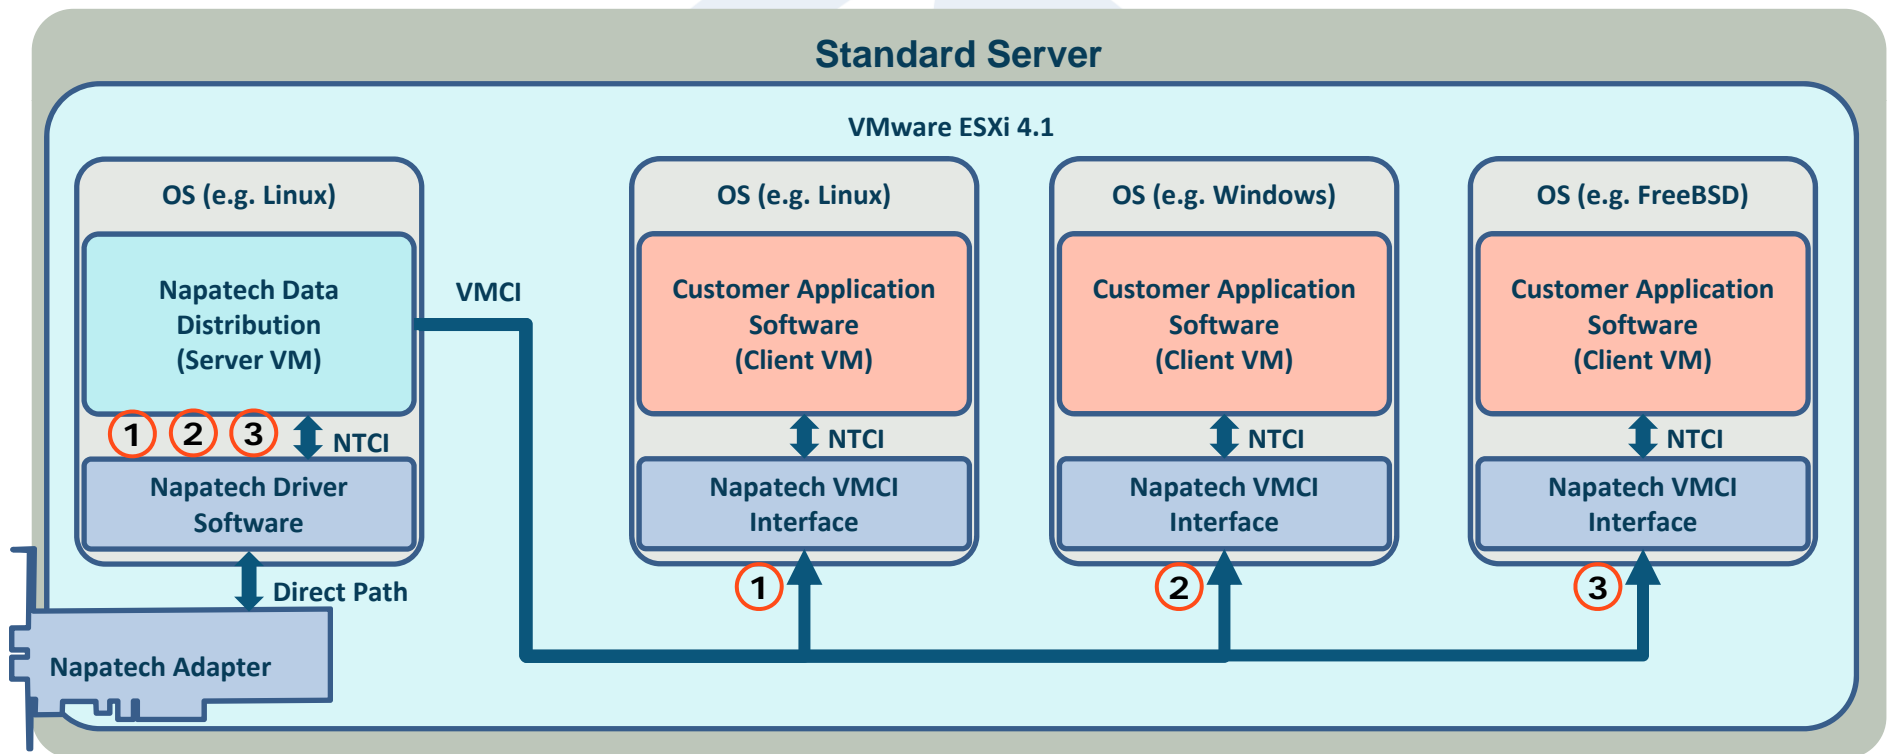 Standard Server
VMware ESXi 4.1
OS (e.g. Linux)
Napatech Data
Distribution
(Server VM)
1 2 3
NTCI
Napatech Driver
Software
Direct Path
Napatech Adapter
VMCI
OS (e.g. Linux)
Customer Application
Software
(Client VM)
NTCI
Napatech VMCI
Interface
1
OS (e.g. Windows)
Customer Application
Software
(Client VM)
NTCI
Napatech VMCI
Interface
2
OS (e.g. FreeBSD)
Customer Application
Software
(Client VM)
NTCI
Napatech VMCI
Interface
3